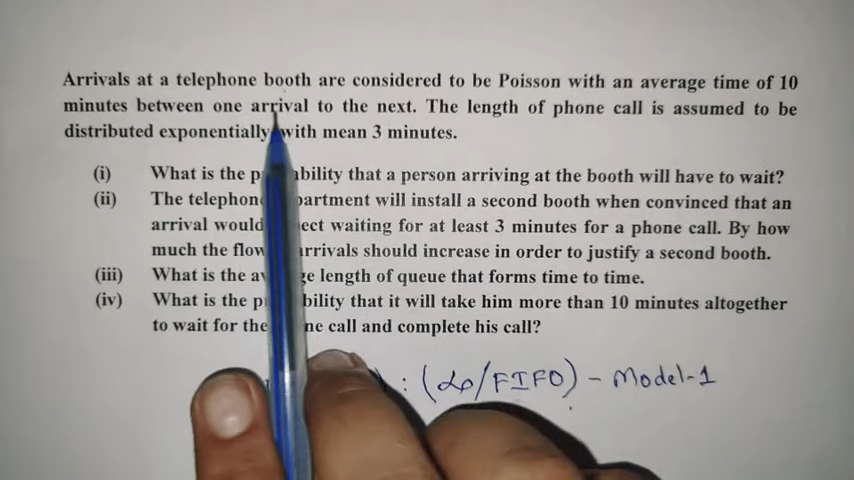 Arrivals at a telephone booth are considered to be Poisson with an average time of 10
minutes between one arrival to the next. The length of phone call is assumed to be
distributed exponentially with mean 3 minutes.
(i) What is the p bility that a person arriving at the booth will have to wait?
(ii) The telephon partment will install a second booth when convinced that an
arrival would ect waiting for at least 3 minutes for a phone call. By how
much the flow arrivals should increase in order to justify a second booth.
(iii) What is the a ge length of queue that forms time to time.
(iv) What is the p bility that it will take him more than 10 minutes altogether
to wait for the ne call and complete his call?
) : (∞/FIFO) - Model-1